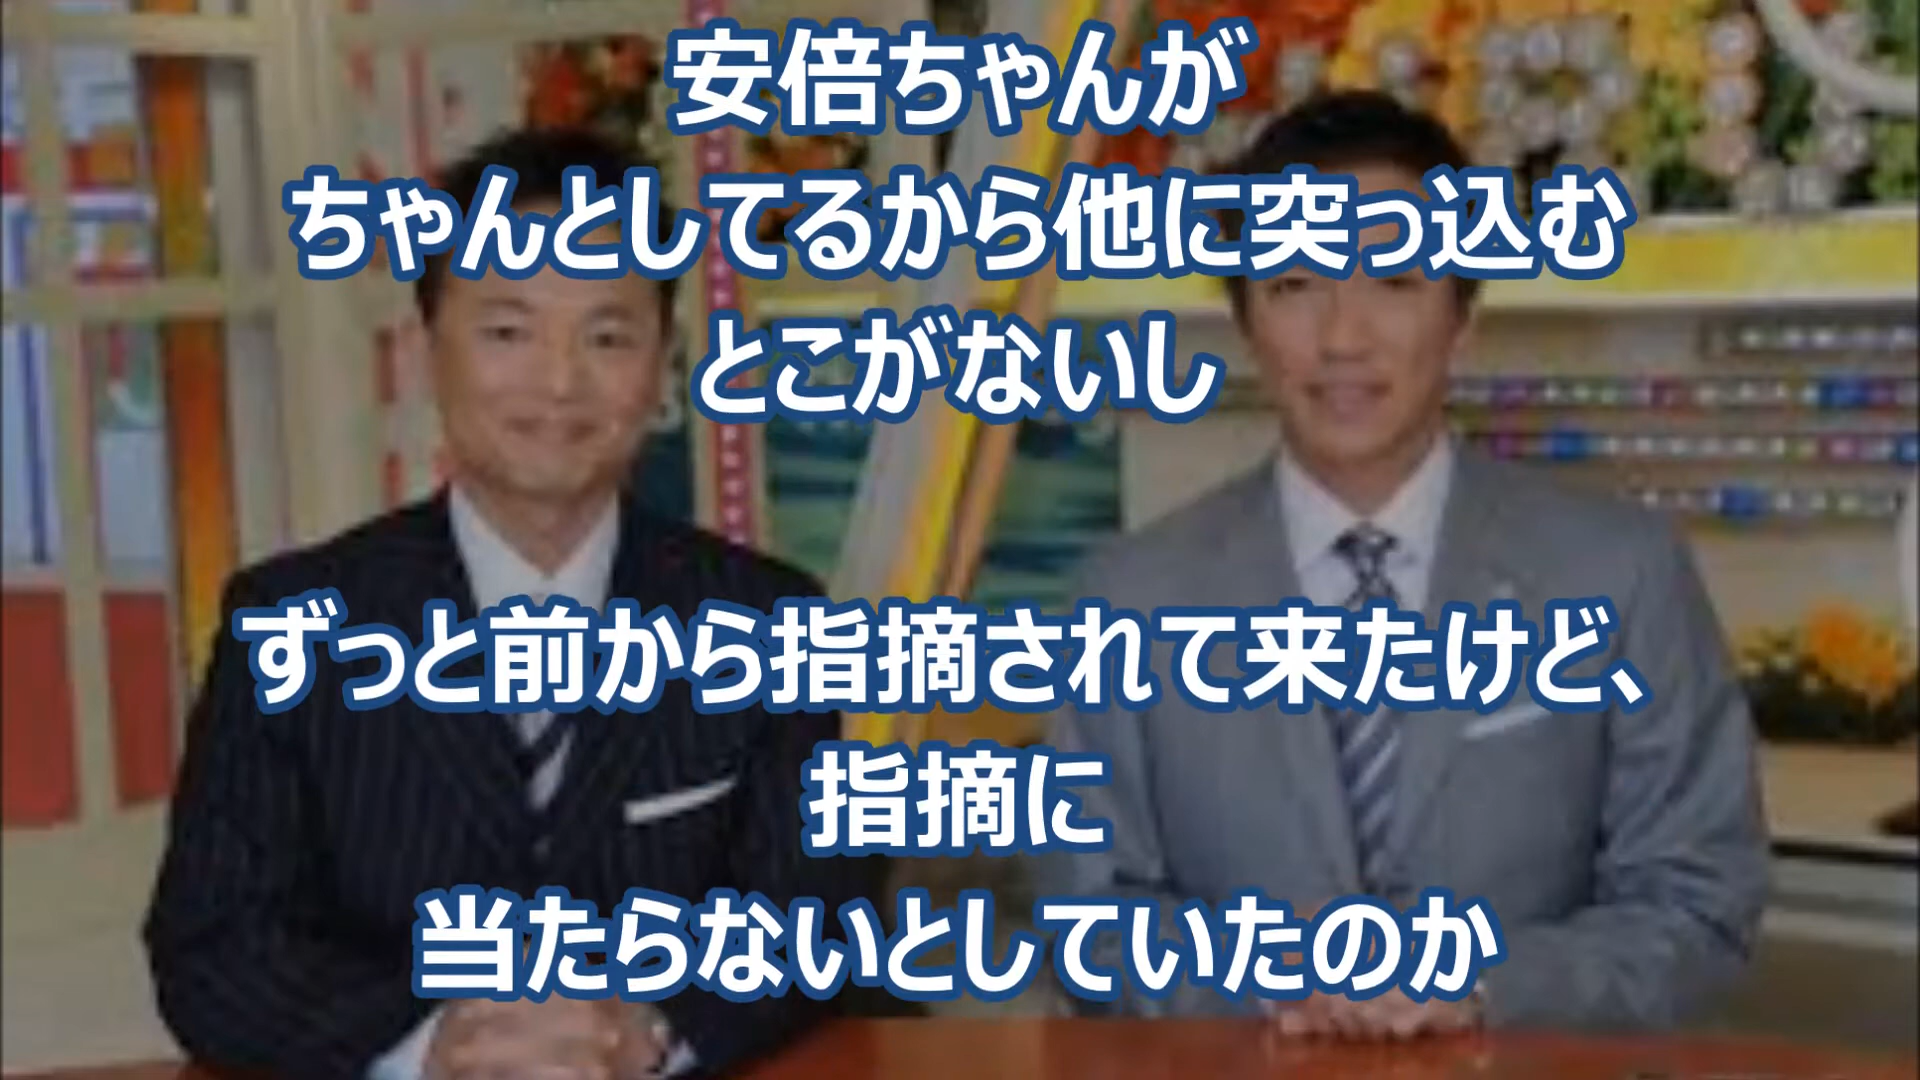 安倍ちゃんが
ちゃんとしてるから他に突っ込む
とこがないし
ずっと前から指摘されて来たけど、
指摘に
当たらないとしていたのか